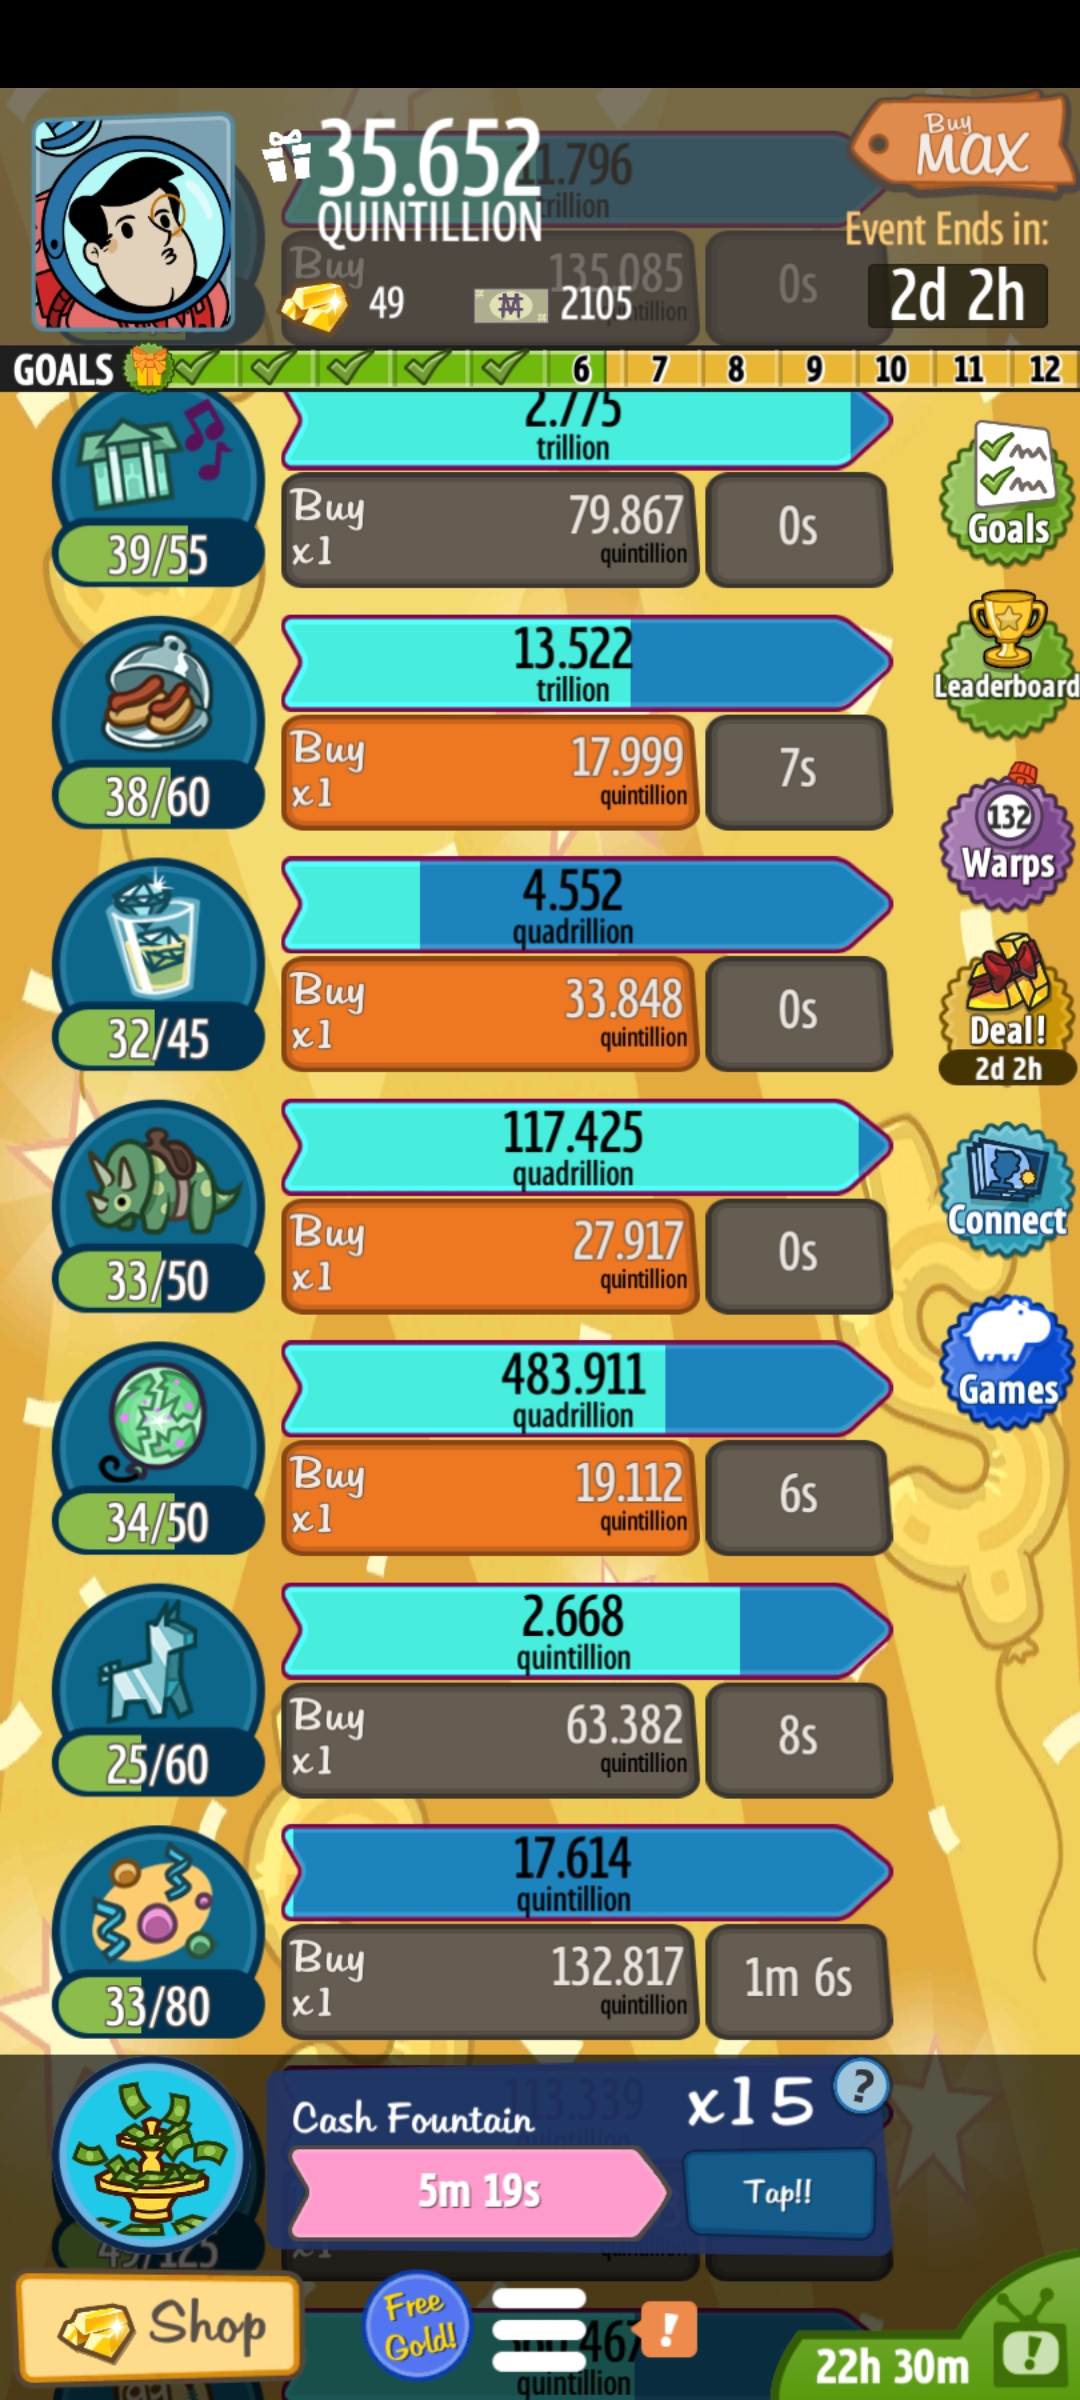 35.652
QUINTILLION
11.796
trillion
Buy
MAX
Event Ends in:
2d 2h
Buy
135.085
0s
49
2105
GOALS
6 7 8 9 10 11 12
2.775
trillion
39/55
Buy
x1
79.867
quintillion
0s
Goals
13.522
trillion
38/60
Buy
x1
17.999
quintillion
7s
Leaderboard
4.552
quadrillion
32/45
Buy
x1
33.848
quintillion
0s
132
Warps
Deal!
2d 2h
117.425
quadrillion
33/50
Buy
x1
27.917
quintillion
0s
Connect
483.911
quadrillion
34/50
Buy
x1
19.112
quintillion
6s
Games
2.668
quintillion
25/60
Buy
x1
63.382
quintillion
8s
17.614
quintillion
33/80
Buy
x1
132.817
quintillion
1m 6s
Cash Fountain
113.339
x15
?
5m 19s
Tap!!
x1
Shop
Free
Gold!
!
quintillion
22h 30m
!